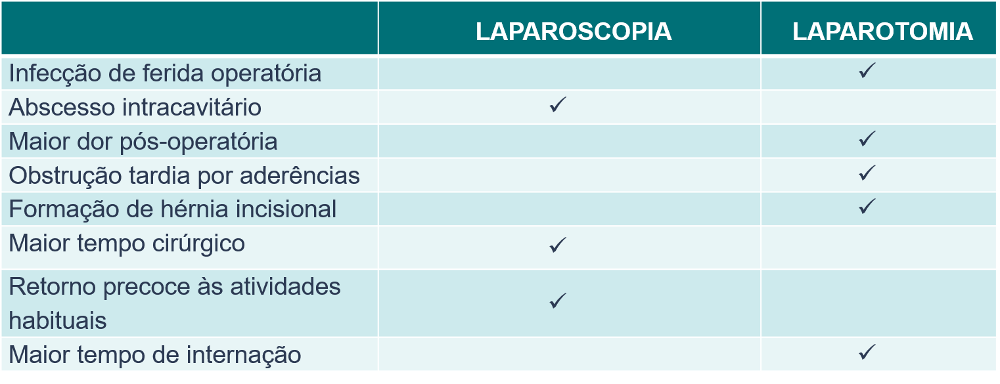 LAPAROSCOPIA LAPAROTOMIA
Infecção de ferida operatória ✓
Abscesso intracavitário ✓
Maior dor pós-operatória ✓
Obstrução tardia por aderências ✓
Formação de hérnia incisional ✓
Maior tempo cirúrgico ✓
Retorno precoce às atividades
habituais ✓
Maior tempo de internação ✓